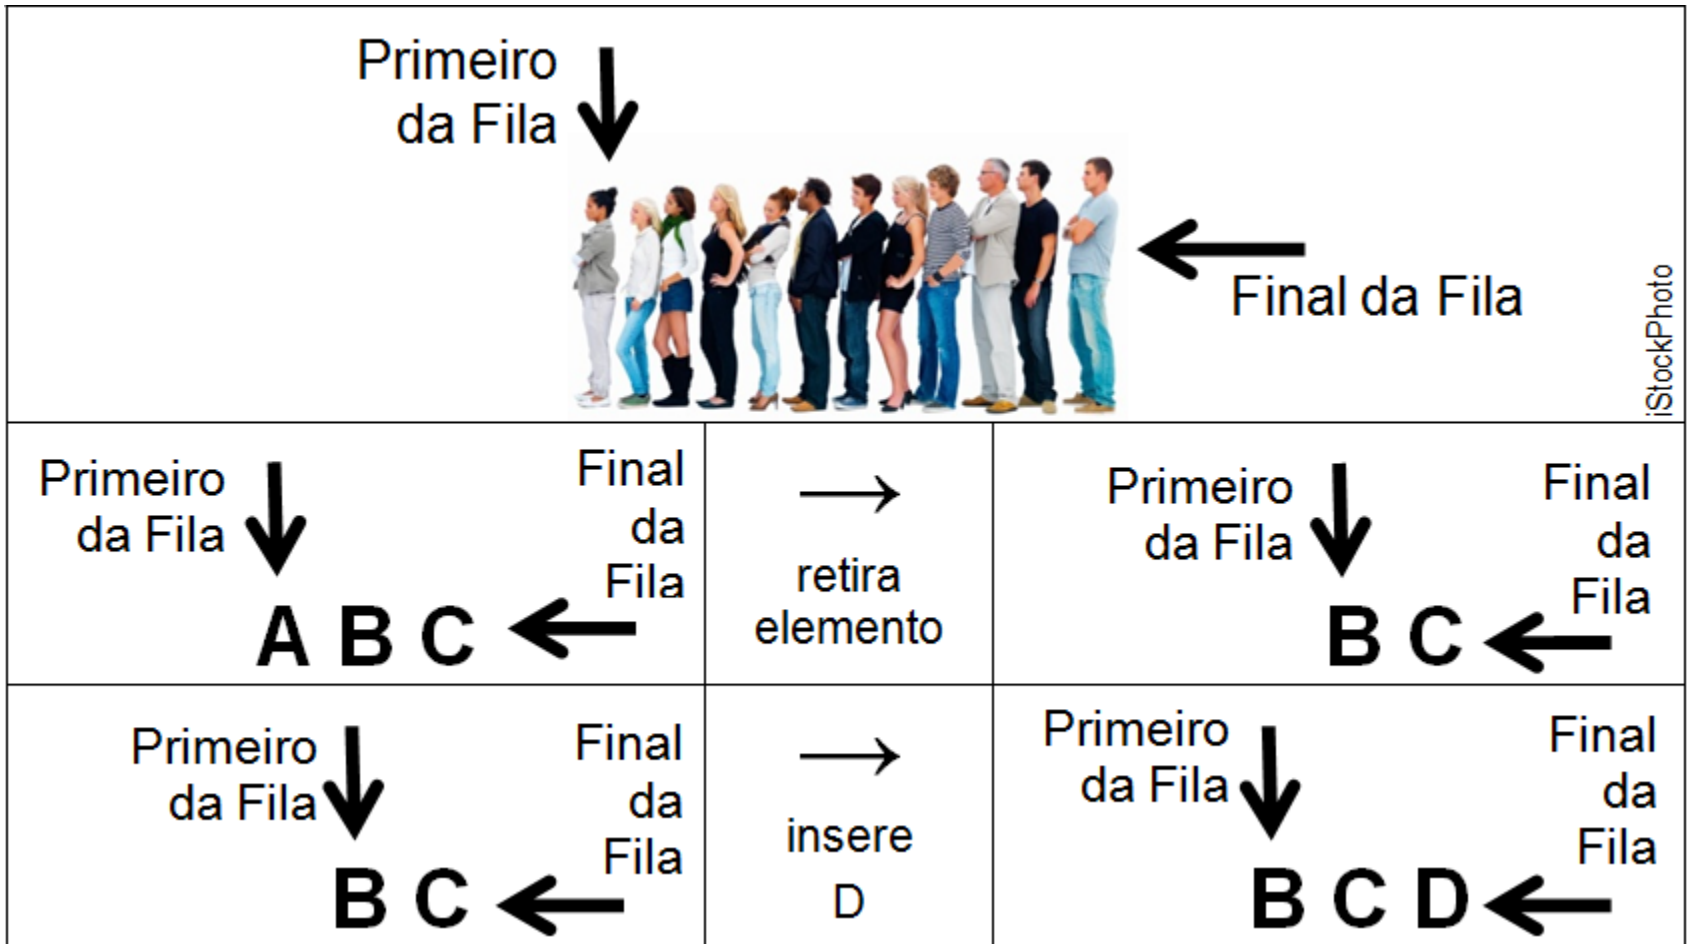 Primeiro
da Fila
Final da Fila
iStockPhoto
Primeiro
da Fila
Final
da
Fila
A B C
→
retira
elemento
Primeiro
da Fila
Final
da
Fila
B C
Primeiro
da Fila
Final
da
Fila
B C
→
insere
D
Primeiro
da Fila
Final
da
Fila
B C D